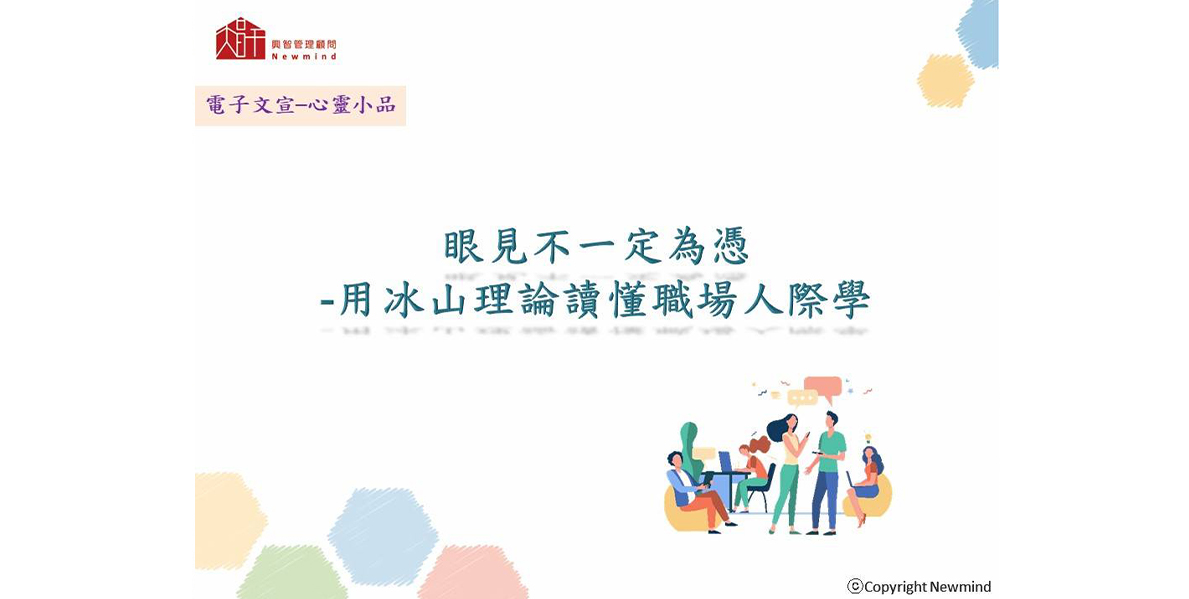 興智管理顧問
Newmind
電子文宣–心靈小品
眼見不一定為憑
-用冰山理論讀懂職場人際學
ⓒCopyright Newmind